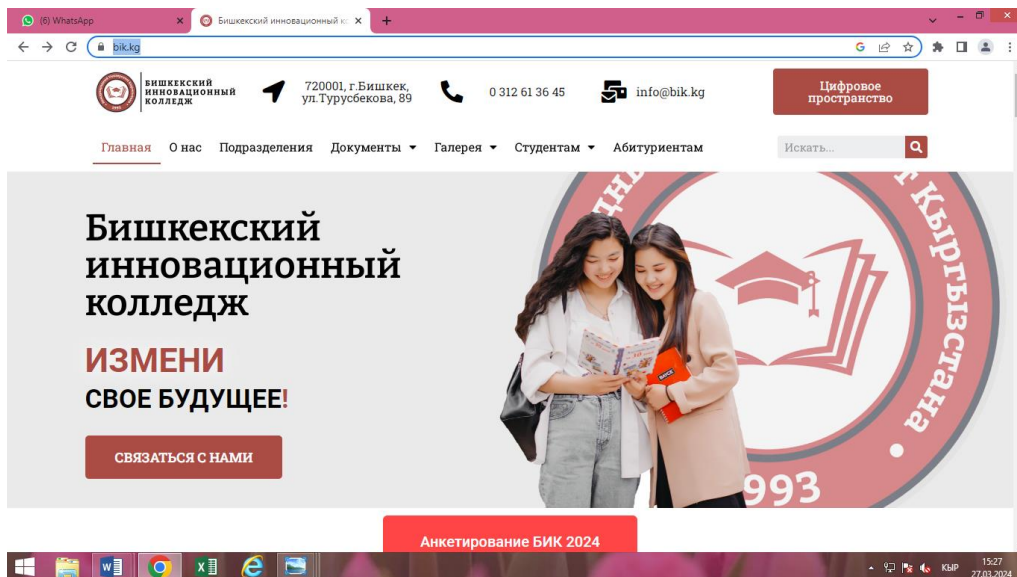 (6) WhatsApp
Бишкекский инновационный к
bik.kg
БИШКЕКСКИЙ
ИННОВАЦИОННЫЙ
КОЛЛЕДЖ
720001, г.Бишкек,
ул.Турусбекова, 89
0 312 61 36 45
info@bik.kg
Цифровое
пространство
Главная О нас Подразделения Документы Галерея Студентам Абитуриентам
Искать...
Бишкекский
инновационный
колледж
ИЗМЕНИ
СВОЕ БУДУЩЕЕ!
СВЯЗАТЬСЯ С НАМИ
Кыргызстана
993
Анкетирование БИК 2024
КЫР
15:27
27.03.2024